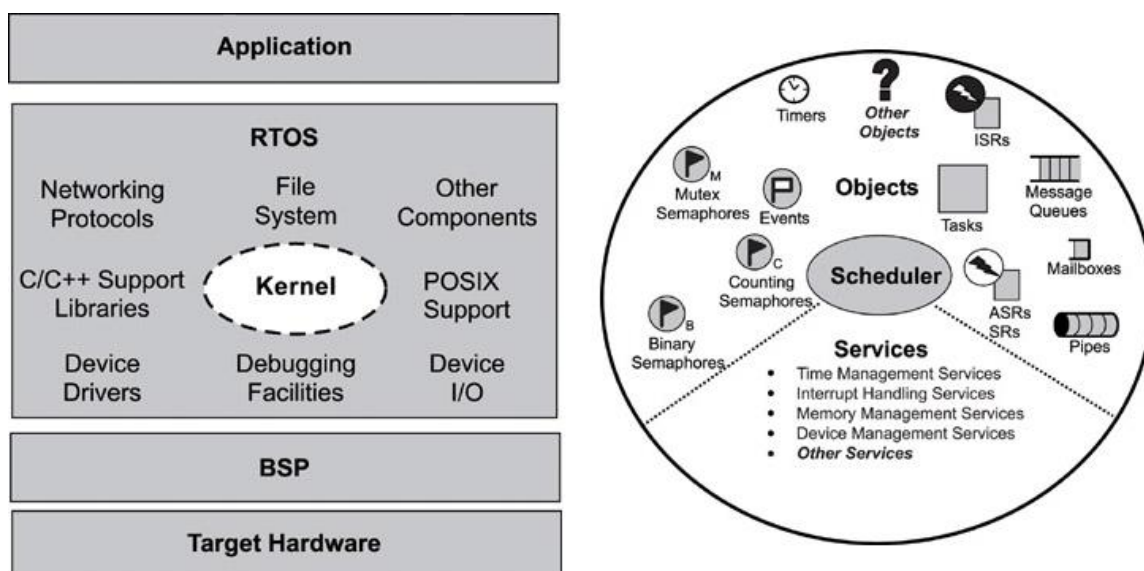 Application
RTOS
Networking
Protocols
File
System
Other
Components
C/C++ Support
Libraries
Kernel
POSIX
Support
Device
Drivers
Debugging
Facilities
Device
I/O
BSP
Target Hardware
Timers
?
Other
Objects
ISRs
M
Mutex
Semaphores
Events
Objects
Tasks
Message
Queues
C
Counting
Semaphores
Scheduler
ASRs
SRs
Mailboxes
B
Binary
Semaphores
Pipes
Services
• Time Management Services
• Interrupt Handling Services
• Memory Management Services
• Device Management Services
• Other Services